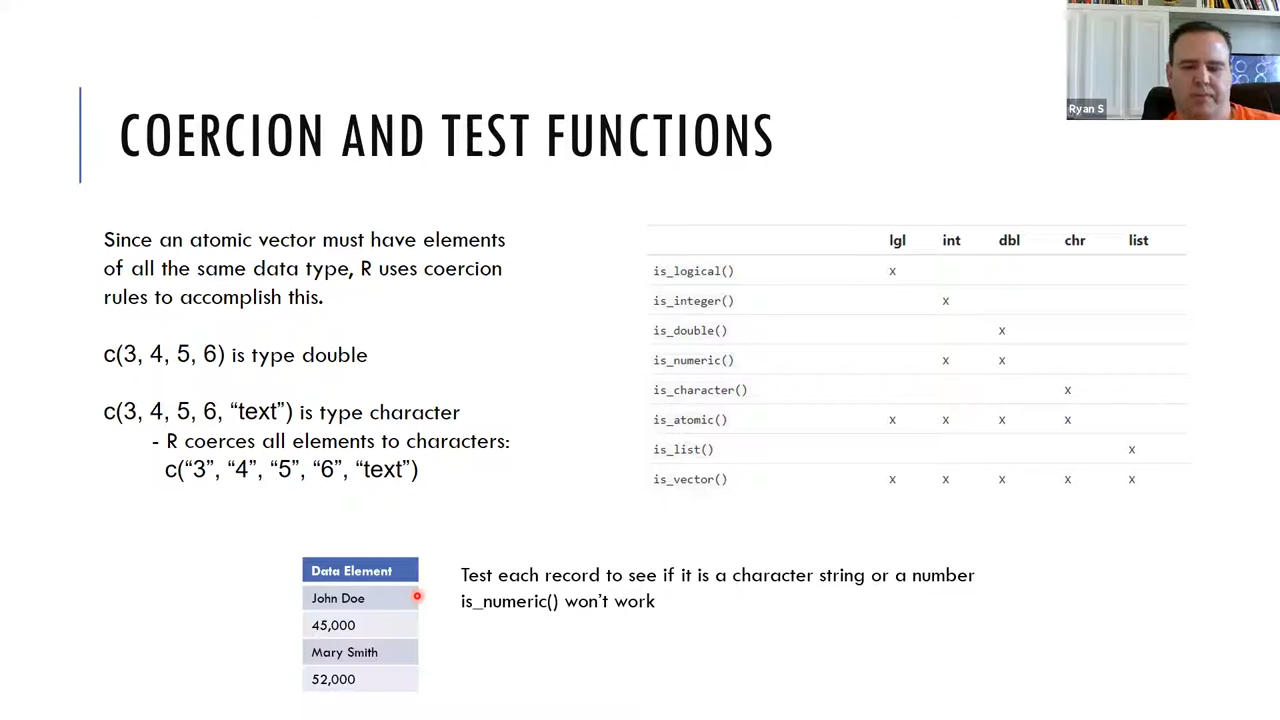 Ryan S
COERCION AND TEST FUNCTIONS
Since an atomic vector must have elements
of all the same data type, R uses coercion
rules to accomplish this.
c(3, 4, 5, 6) is type double
c(3, 4, 5, 6, “text”) is type character
- R coerces all elements to characters:
c(“3”, “4”, “5”, “6”, “text”)
lgl int dbl chr list
is_logical() x
is_integer() x
is_double() x
is_numeric() x x
is_character() x
is_atomic() x x x x
is_list() x
is_vector() x x x x x
Data Element
John Doe
45,000
Mary Smith
52,000
Test each record to see if it is a character string or a number
is_numeric() won’t work